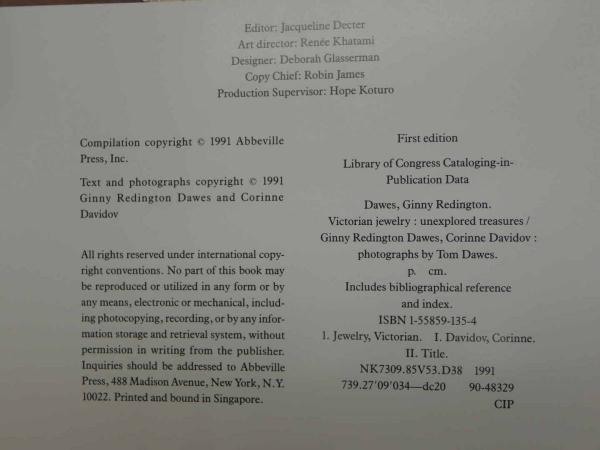 Editor: Jacqueline Decter
Art director: Renée Khatami
Designer: Deborah Glasserman
Copy Chief: Robin James
Production Supervisor: Hope Koturo
Compilation copyright © 1991 Abbeville
Press, Inc.
Text and photographs copyright © 1991
Ginny Redington Dawes and Corinne
Davidov
All rights reserved under international copy-
right conventions. No part of this book may
be reproduced or utilized in any form or by
any means, electronic or mechanical, includ-
ing photocopying, recording, or by any infor-
mation storage and retrieval system, without
permission in writing from the publisher.
Inquiries should be addressed to Abbeville
Press, 488 Madison Avenue, New York, N.Y.
10022. Printed and bound in Singapore.
First edition
Library of Congress Cataloging-in-
Publication Data
Dawes, Ginny Redington.
Victorian jewelry : unexplored treasures /
Ginny Redington Dawes, Corinne Davidov :
photographs by Tom Dawes.
p. cm.
Includes bibliographical reference
and index.
ISBN 1-55859-135-4
1. Jewelry, Victorian. I. Davidov, Corinne.
II. Title.
NK7309.85V53.D38 1991
739.27'09'034—dc20 90-48329
CIP